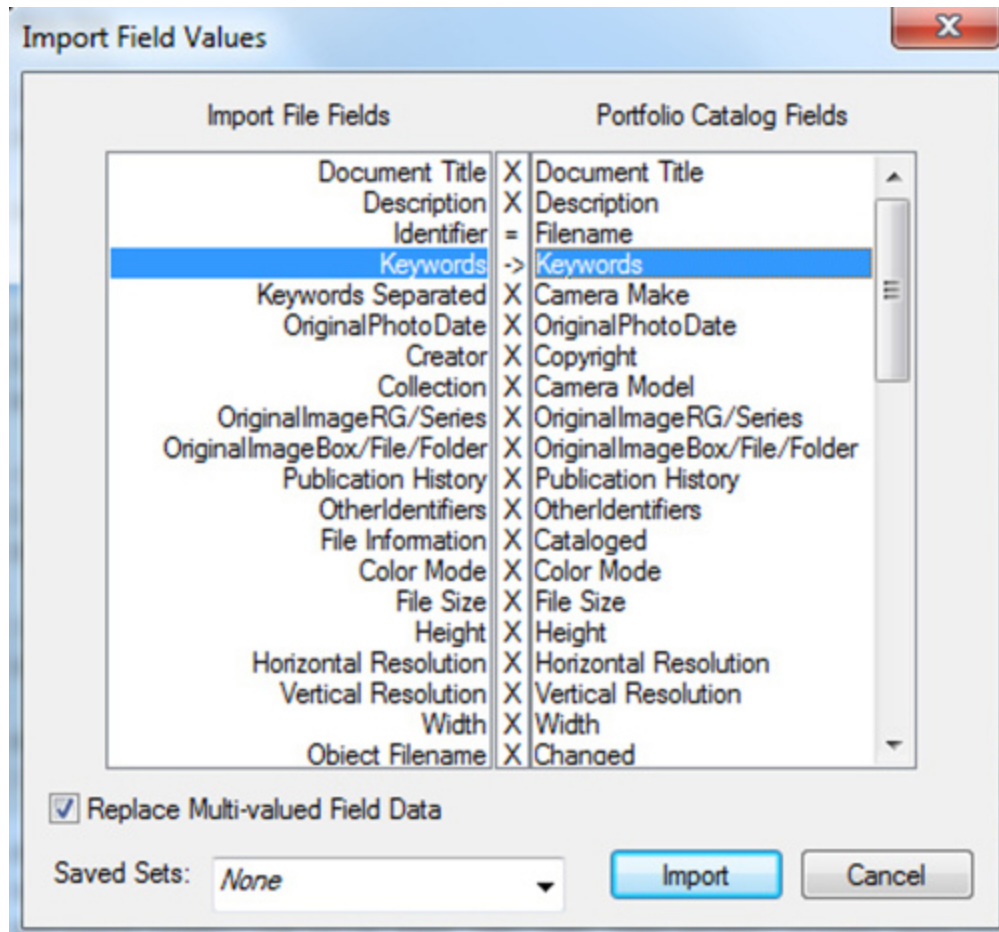 Import Field Values
Import File Fields Portfolio Catalog Fields
Document Title X Document Title
Description X Description
Identifier = Filename
Keywords -> Keywords
Keywords Separated X Camera Make
OriginalPhotoDate X OriginalPhotoDate
Creator X Copyright
Collection X Camera Model
OriginalImageRG/Series X OriginalImageRG/Series
OriginalImageBox/File/Folder X OriginalImageBox/File/Folder
Publication History X Publication History
OtherIdentifiers X OtherIdentifiers
File Information X Cataloged
Color Mode X Color Mode
File Size X File Size
Height X Height
Horizontal Resolution X Horizontal Resolution
Vertical Resolution X Vertical Resolution
Width X Width
Object Filename X Changed
Replace Multi-valued Field Data
Saved Sets: None Import Cancel